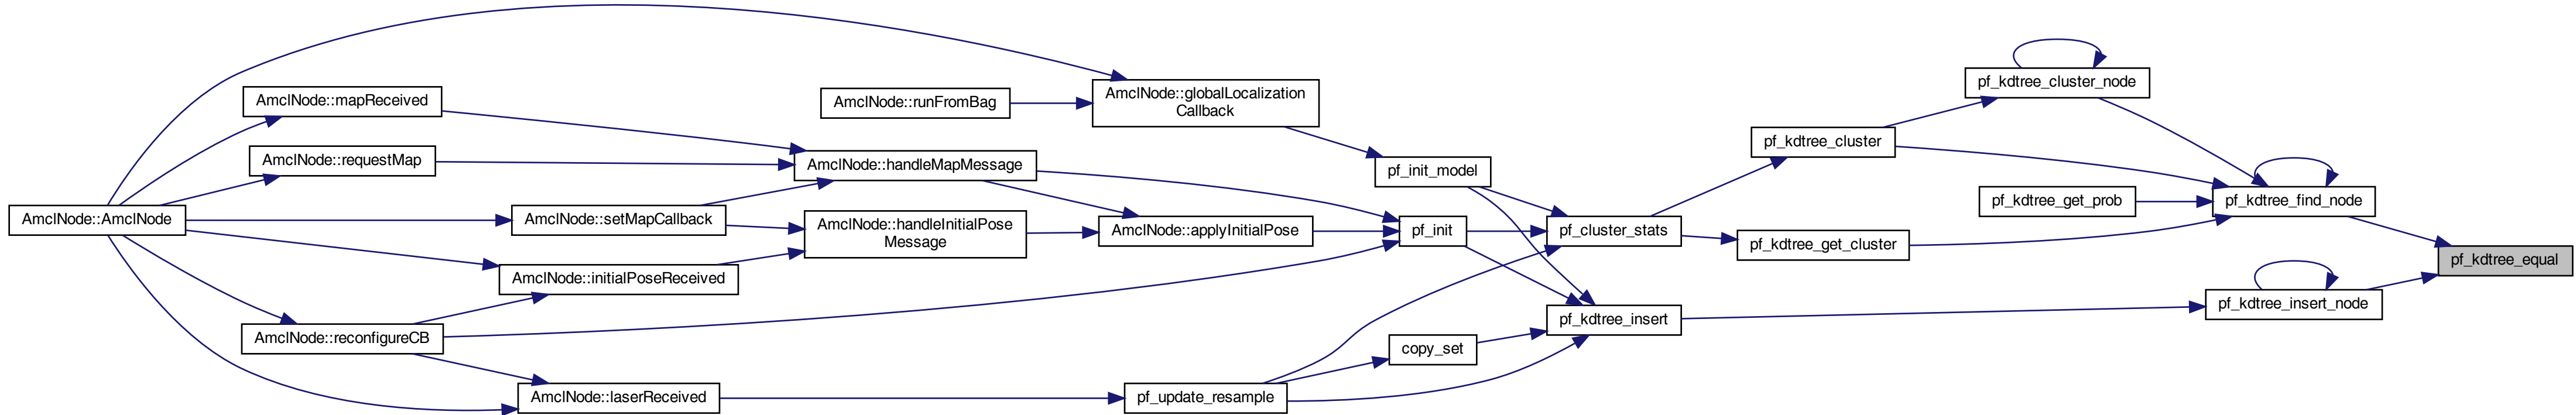 AmclNode::AmclNode
AmclNode::mapReceived
AmclNode::requestMap
AmclNode::reconfigureCB
AmclNode::setMapCallback
AmclNode::initialPoseReceived
AmclNode::laserReceived
AmclNode::runFromBag
AmclNode::handleMapMessage
AmclNode::handleInitialPose
Message
AmclNode::globalLocalization
Callback
AmclNode::applyInitialPose
pf_update_resample
pf_init_model
pf_init
copy_set
pf_cluster_stats
pf_kdtree_insert
pf_kdtree_cluster
pf_kdtree_get_cluster
pf_kdtree_cluster_node
pf_kdtree_get_prob
pf_kdtree_find_node
pf_kdtree_insert_node
pf_kdtree_equal